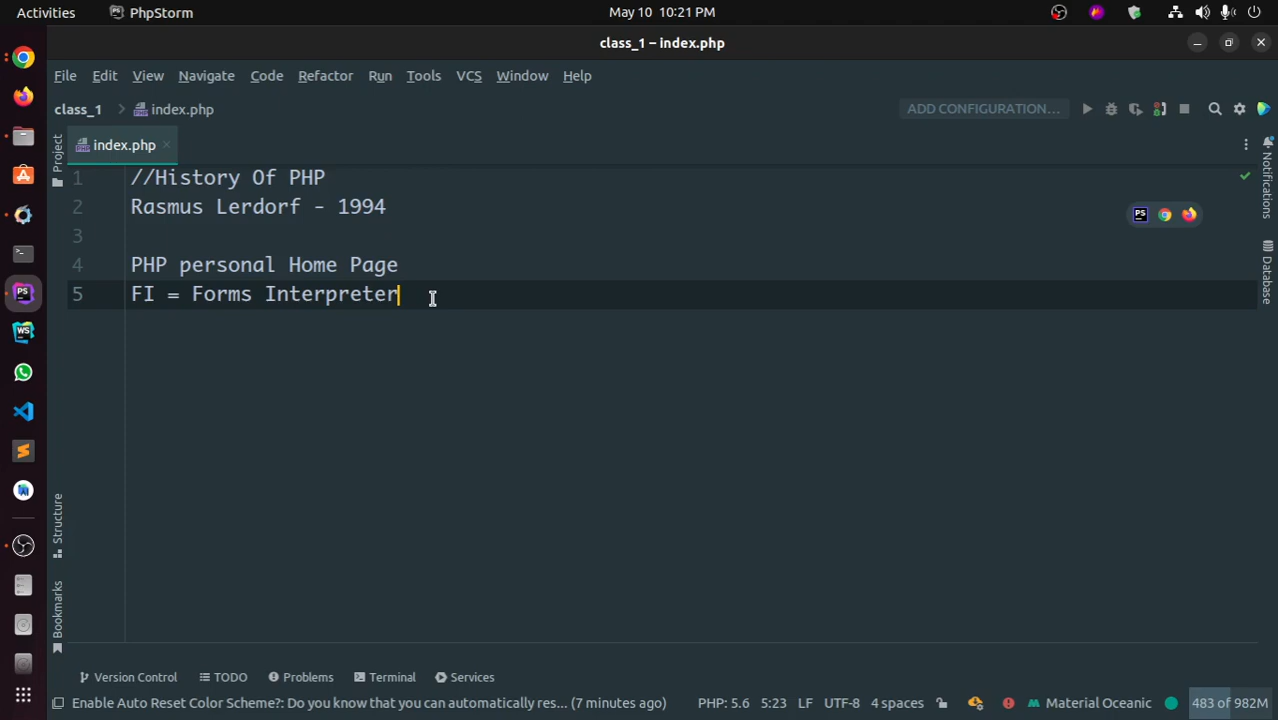 Activities PhpStorm May 10 10:21 PM
class_1 – index.php
File Edit View Navigate Code Refactor Run Tools VCS Window Help
class_1 index.php ADD CONFIGURATION...
Project index.php Notifications
1 //History Of PHP
2 Rasmus Lerdorf - 1994
3
4 PHP personal Home Page
5 FI = Forms Interpreter
Database
Structure
Bookmarks
Version Control TODO Problems Terminal Services
Enable Auto Reset Color Scheme?: Do you know that you can automatically res... (7 minutes ago) PHP: 5.6 5:23 LF UTF-8 4 spaces Material Oceanic 483 of 982M